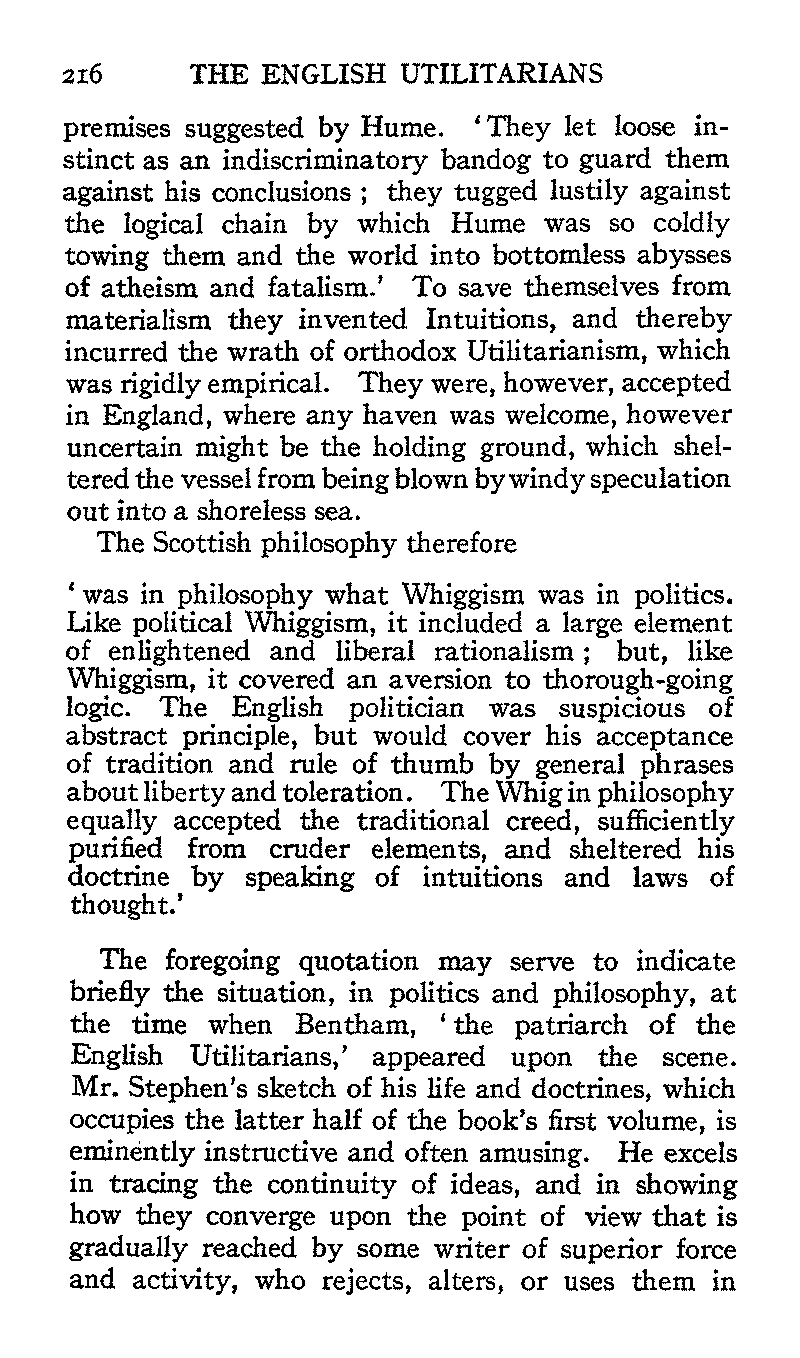 216 THE ENGLISH UTILITARIANS
premises suggested by Hume. ‘They let loose in-
stinct as an indiscriminatory bandog to guard them
against his conclusions ; they tugged lustily against
the logical chain by which Hume was so coldly
towing them and the world into bottomless abysses
of atheism and fatalism.’ To save themselves from
materialism they invented Intuitions, and thereby
incurred the wrath of orthodox Utilitarianism, which
was rigidly empirical. They were, however, accepted
in England, where any haven was welcome, however
uncertain might be the holding ground, which shel-
tered the vessel from being blown by windy speculation
out into a shoreless sea.
The Scottish philosophy therefore
‘ was in philosophy what Whiggism was in politics.
Like political Whiggism, it included a large element
of enlightened and liberal rationalism ; but, like
Whiggism, it covered an aversion to thorough-going
logic. The English politician was suspicious of
abstract principle, but would cover his acceptance
of tradition and rule of thumb by general phrases
about liberty and toleration. The Whig in philosophy
equally accepted the traditional creed, sufficiently
purified from cruder elements, and sheltered his
doctrine by speaking of intuitions and laws of
thought.’
The foregoing quotation may serve to indicate
briefly the situation, in politics and philosophy, at
the time when Bentham, ‘ the patriarch of the
English Utilitarians,’ appeared upon the scene.
Mr. Stephen’s sketch of his life and doctrines, which
occupies the latter half of the book’s first volume, is
eminently instructive and often amusing. He excels
in tracing the continuity of ideas, and in showing
how they converge upon the point of view that is
gradually reached by some writer of superior force
and activity, who rejects, alters, or uses them in